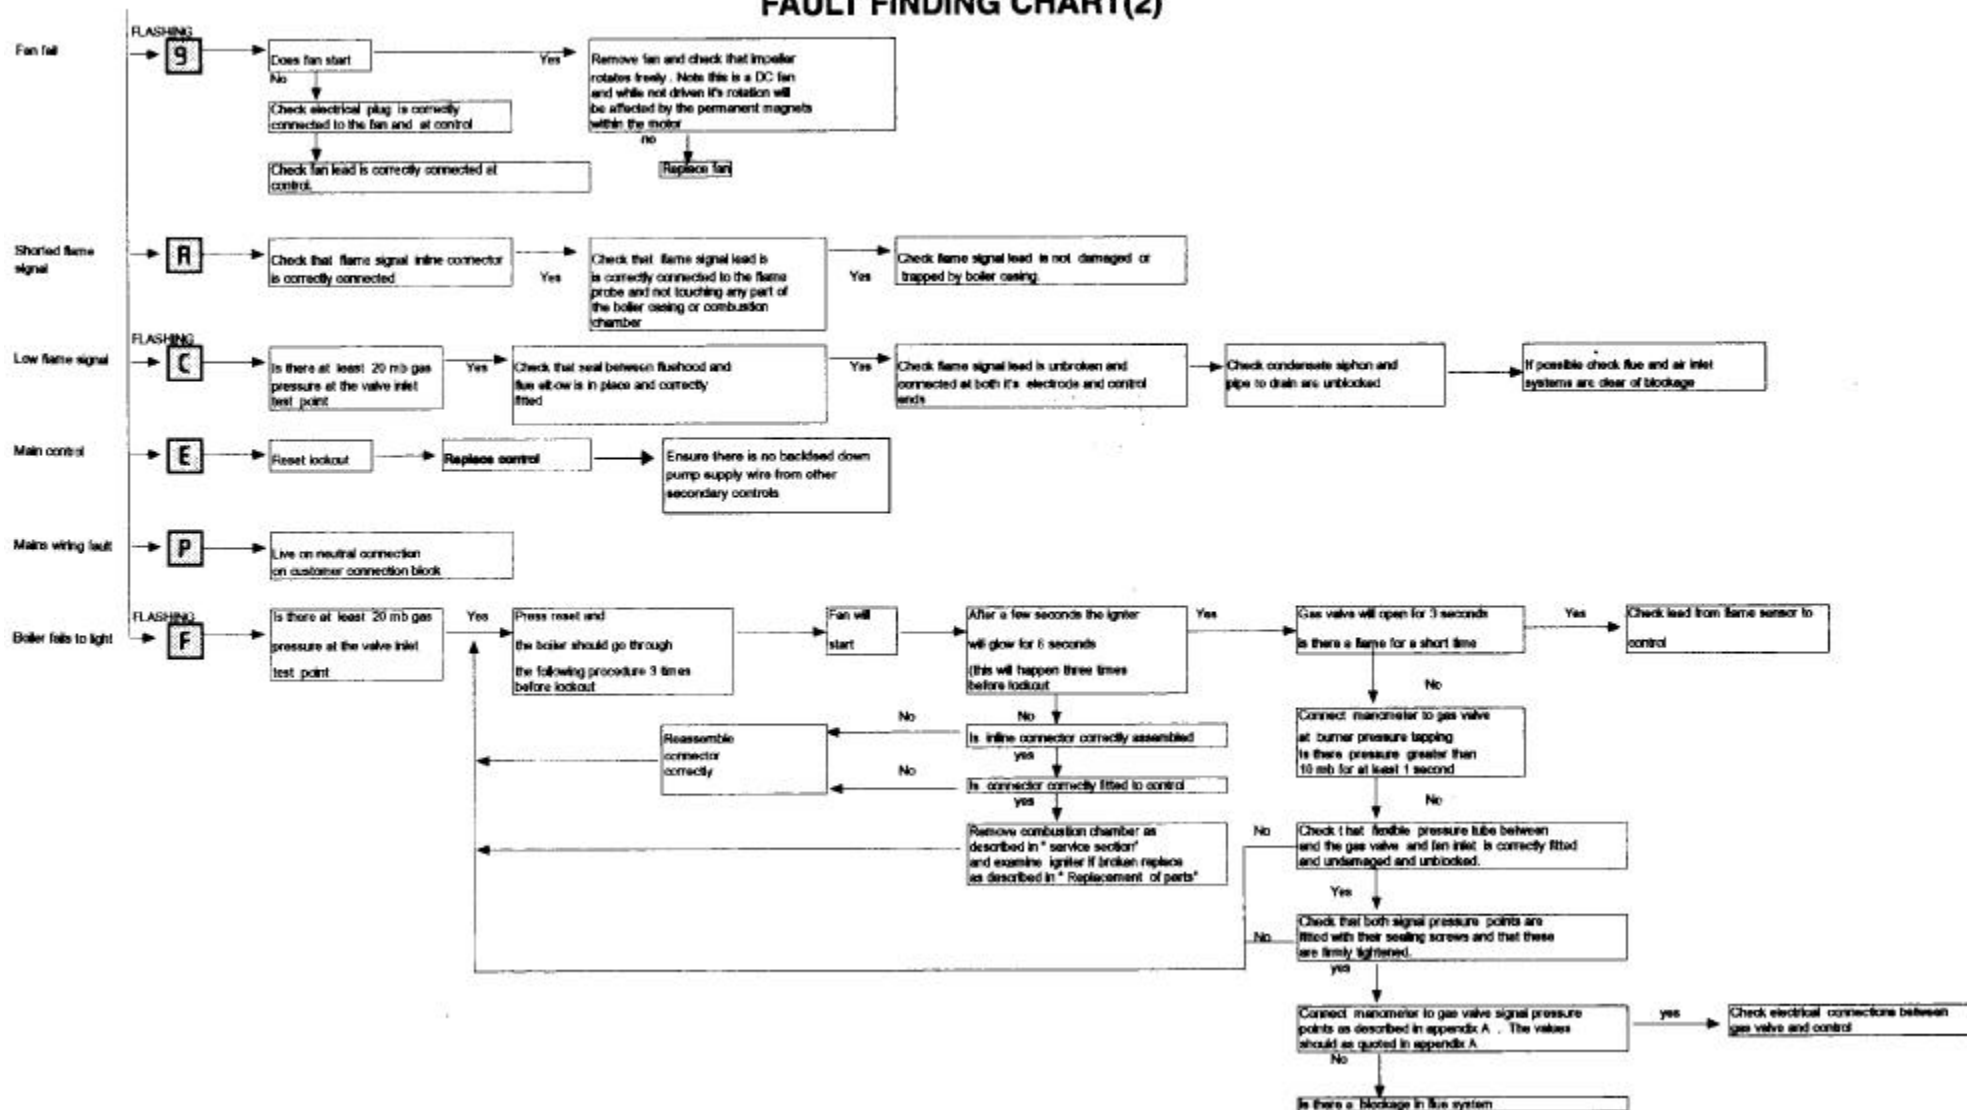 FAULT FINDING CHART(2)
Fan fail
FLASHING
9
Does fan start
Yes
No
Check electrical plug is correctly
connected to the fan and at control
Check fan lead is correctly connected at
control.
Remove fan and check that impeller
rotates freely. Note this is a DC fan
and while not driven it's rotation will
be affected by the permanent magnets
within the motor
no
Replace fan
Shorted flame
signal
A
Check that flame signal inline connector
is correctly connected
Yes
Check that flame signal lead is
is correctly connected to the flame
probe and not touching any part of
the boiler casing or combustion
chamber
Yes
Check flame signal lead is not damaged or
trapped by boiler casing.
Low flame signal
FLASHING
C
Is there at least 20 mb gas
pressure at the valve inlet
test point
Yes
Check that seal between fluehood and
flue elbow is in place and correctly
fitted
Yes
Check flame signal lead is unbroken and
connected at both it's electrode and control
ends
Check condensate siphon and
pipe to drain are unblocked
If possible check flue and air inlet
systems are clear of blockage
Main control
E
Reset lockout
Replace control
Ensure there is no backfeed down
pump supply wire from other
secondary controls
Mains wiring fault
P
Live on neutral connection
on customer connection block
Boiler fails to light
FLASHING
F
Is there at least 20 mb gas
pressure at the valve inlet
test point
Yes
Press reset and
the boiler should go through
the following procedure 3 times
before lockout
Fan will
start
After a few seconds the igniter
will glow for 6 seconds
(this will happen three times
before lockout
Yes
Gas valve will open for 3 seconds
is there a flame for a short time
Yes
Check lead from flame sensor to
control
No
No
No
Reassemble
connector
correctly
Is inline connector correctly assembled
yes
No
Is connector correctly fitted to control
yes
Remove combustion chamber as
described in " service section"
and examine igniter if broken replace
as described in " Replacement of parts"
Connect manometer to gas valve
at burner pressure tapping
Is there pressure greater than
10 mb for at least 1 second
No
No
Check that flexible pressure tube between
and the gas valve and fan inlet is correctly fitted
and undamaged and unblocked.
Yes
No
Check that both signal pressure points are
fitted with their sealing screws and that these
are firmly tightened.
yes
Connect manometer to gas valve signal pressure
points as described in appendix A . The values
should as quoted in appendix A
yes
Check electrical connections between
gas valve and control
No
Is there a blockage in flue system